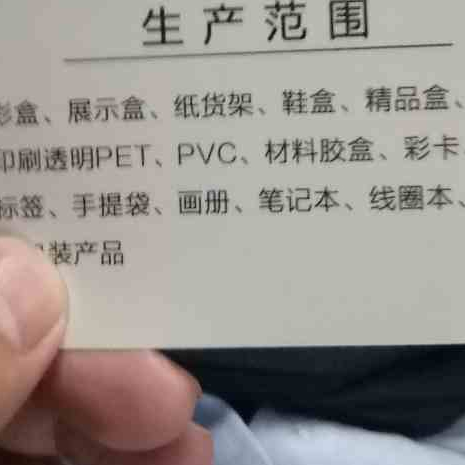 生产范围
彩盒、展示盒、纸货架、鞋盒、精品盒、
印刷透明PET、PVC、材料胶盒、彩卡
标签、手提袋、画册、笔记本、线圈本、
装产品